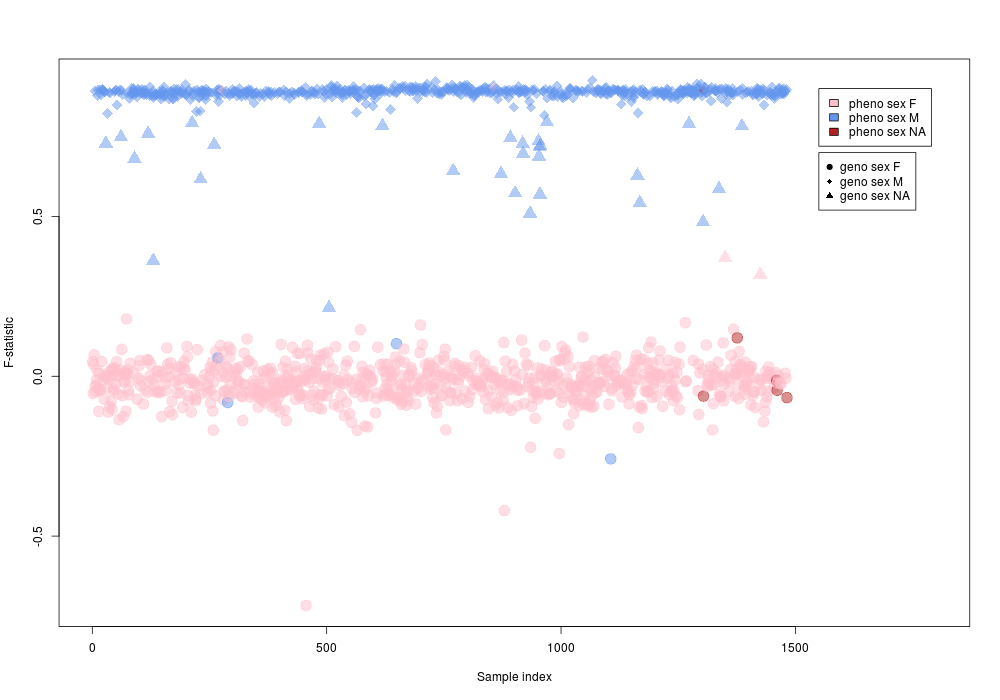 pheno sex F
pheno sex M
pheno sex NA
geno sex F
geno sex M
geno sex NA
F-statistic
0.5
0.0
-0.5
0 500 1000 1500
Sample index